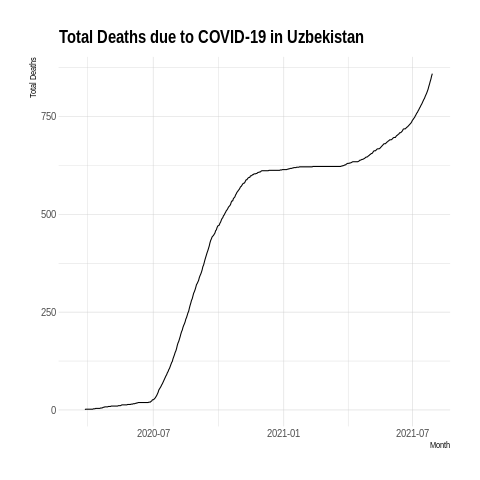 Total Deaths due to COVID-19 in Uzbekistan
Total Deaths
750
500
250
0
2020-07
2021-01
2021-07
Month